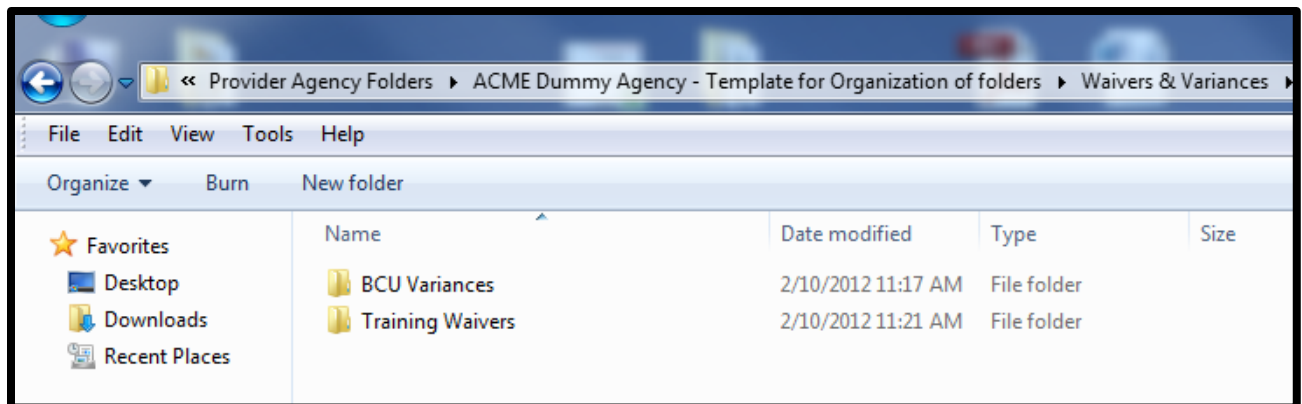 « Provider Agency Folders ▸ ACME Dummy Agency - Template for Organization of folders ▸ Waivers & Variances ▸
File Edit View Tools Help
Organize ▾ Burn New folder
Favorites
Desktop
Downloads
Recent Places
Name Date modified Type Size
BCU Variances 2/10/2012 11:17 AM File folder
Training Waivers 2/10/2012 11:21 AM File folder